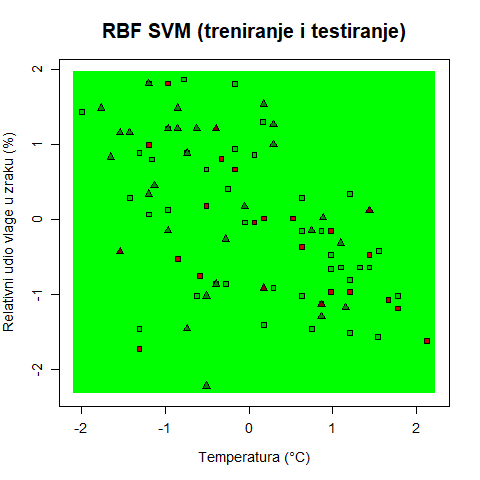 RBF SVM (treniranje i testiranje)
Relativni udio vlage u zraku (%)
2
1
0
-1
-2
-2 -1 0 1 2
Temperatura (°C)